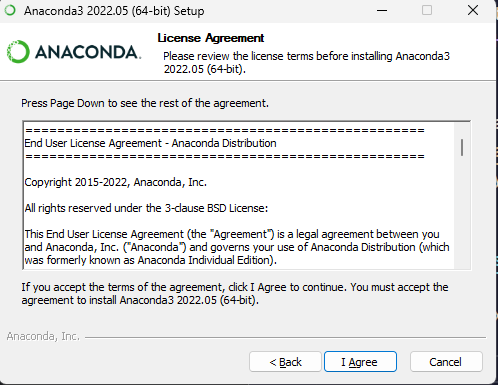 Anaconda3 2022.05 (64-bit) Setup
License Agreement
ANACONDA.
Please review the license terms before installing Anaconda3
2022.05 (64-bit).
Press Page Down to see the rest of the agreement.
====================================================
End User License Agreement - Anaconda Distribution
====================================================
Copyright 2015-2022, Anaconda, Inc.
All rights reserved under the 3-clause BSD License:
This End User License Agreement (the "Agreement") is a legal agreement between you
and Anaconda, Inc. ("Anaconda") and governs your use of Anaconda Distribution (which
was formerly known as Anaconda Individual Edition).
If you accept the terms of the agreement, click I Agree to continue. You must accept the
agreement to install Anaconda3 2022.05 (64-bit).
Anaconda, Inc.
< Back
I Agree
Cancel